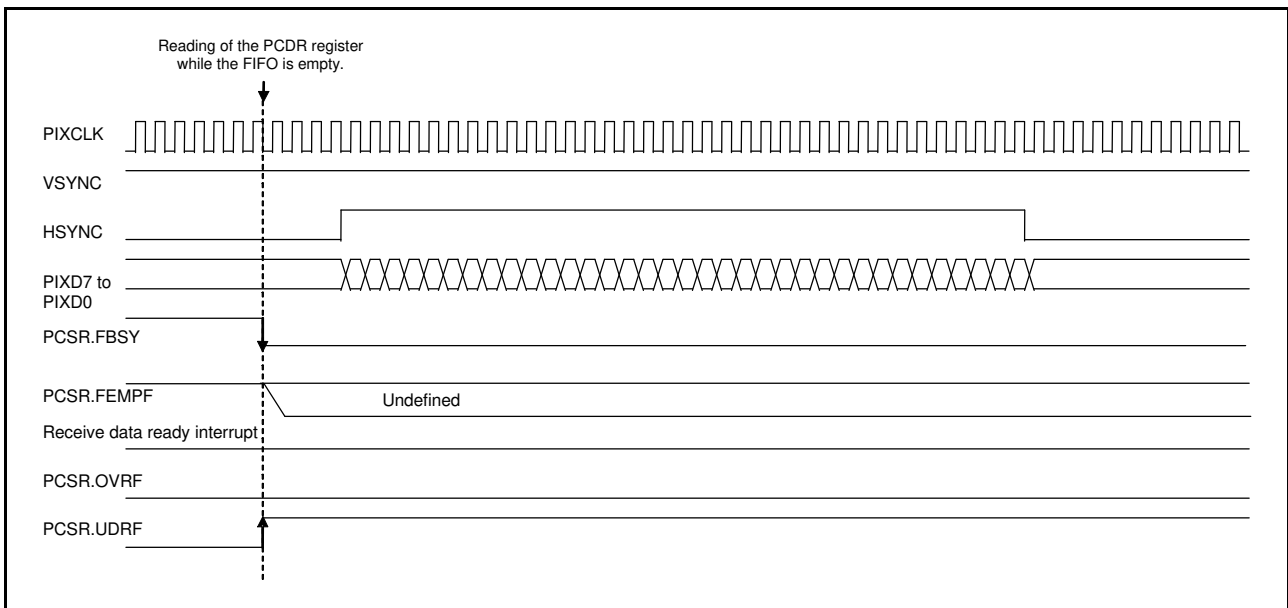 Reading of the PCDR register
while the FIFO is empty.
PIXCLK
VSYNC
HSYNC
PIXD7 to
PIXD0
PCSR.FBSY
PCSR.FEMPF
Undefined
Receive data ready interrupt
PCSR.OVRF
PCSR.UDRF